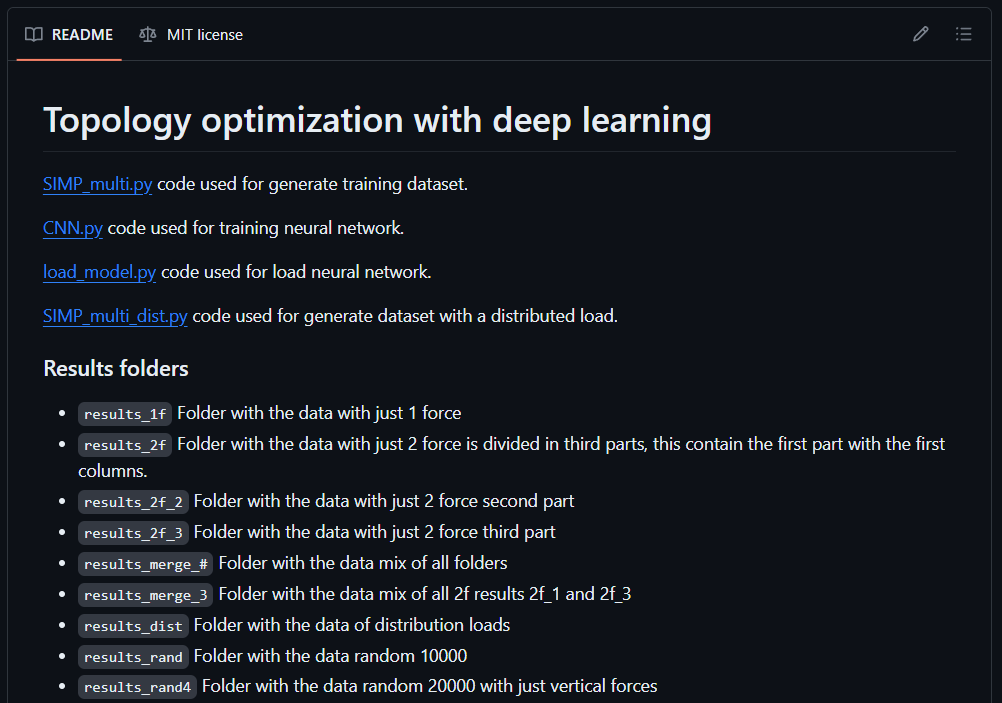 README MIT license
Topology optimization with deep learning
SIMP_multi.py code used for generate training dataset.
CNN.py code used for training neural network.
load_model.py code used for load neural network.
SIMP_multi_dist.py code used for generate dataset with a distributed load.
Results folders
• results_1f Folder with the data with just 1 force
• results_2f Folder with the data with just 2 force is divided in third parts, this contain the first part with the first
columns.
• results_2f_2 Folder with the data with just 2 force second part
• results_2f_3 Folder with the data with just 2 force third part
• results_merge_# Folder with the data mix of all folders
• results_merge_3 Folder with the data mix of all 2f results 2f_1 and 2f_3
• results_dist Folder with the data of distribution loads
• results_rand Folder with the data random 10000
• results_rand4 Folder with the data random 20000 with just vertical forces